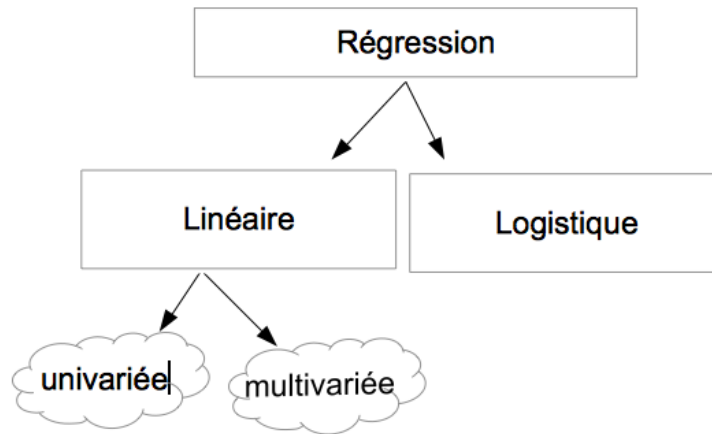 Régression
Linéaire
Logistique
univariée
multivariée